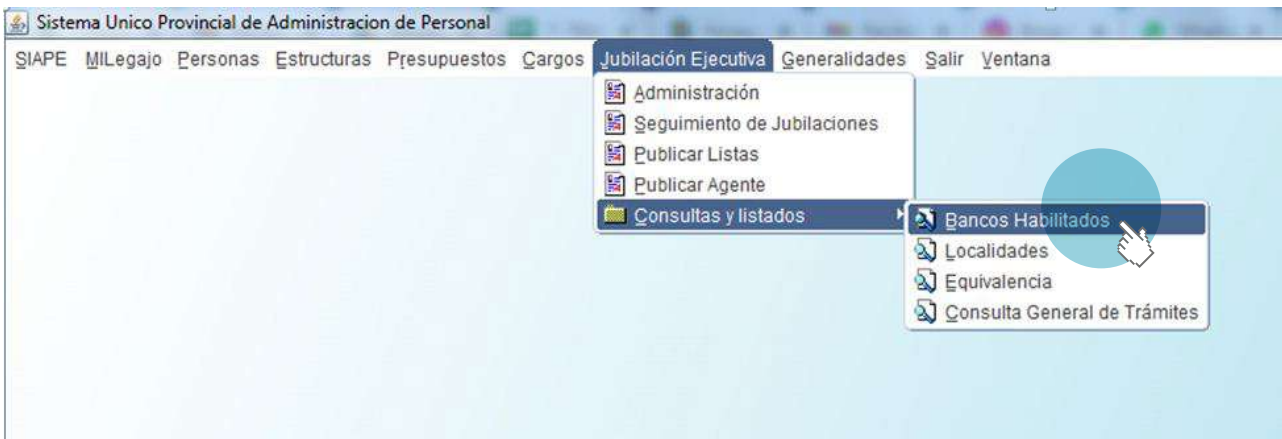 Sistema Unico Provincial de Administracion de Personal
SIAPE MILegajo Personas Estructuras Presupuestos Cargos Jubilación Ejecutiva Generalidades Salir Ventana
Administración
Seguimiento de Jubilaciones
Publicar Listas
Publicar Agente
Consultas y listados
Bancos Habilitados
Localidades
Equivalencia
Consulta General de Trámites